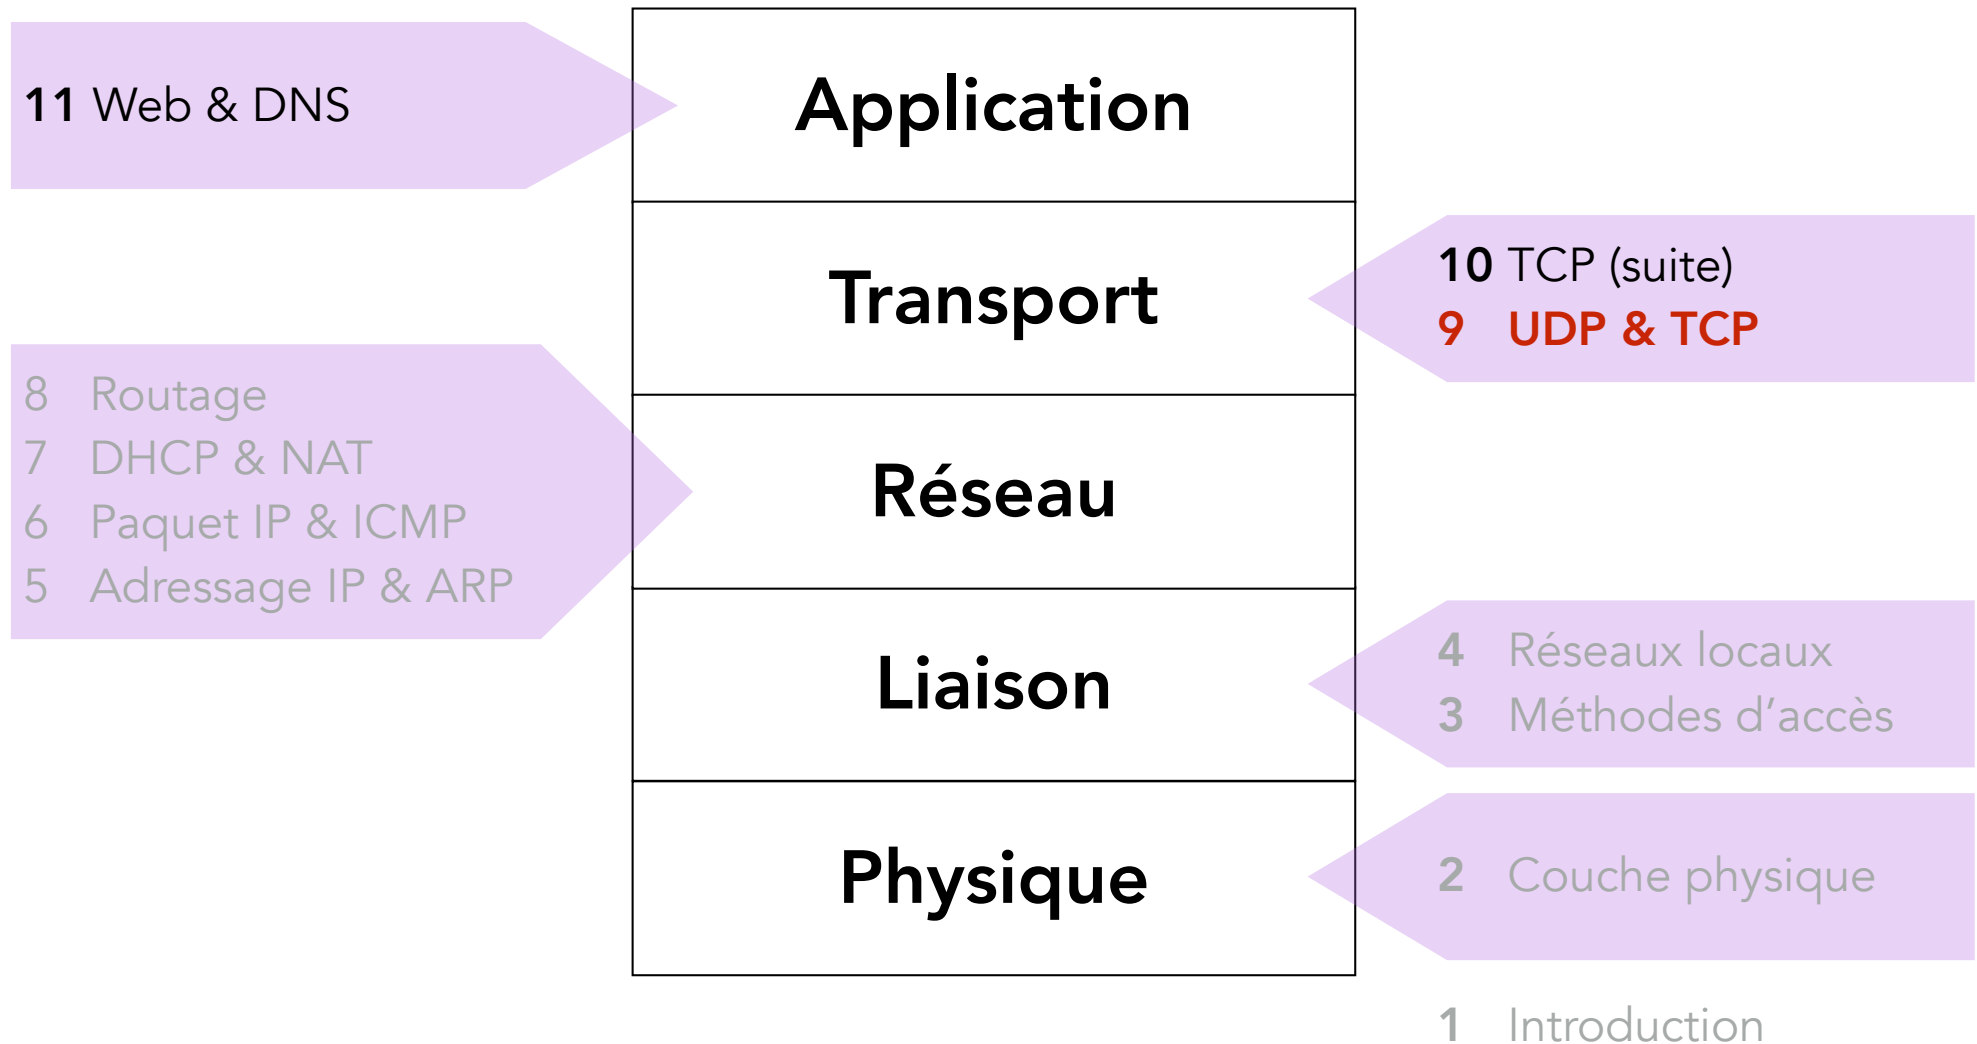 11 Web & DNS
Application
Transport
10 TCP (suite)
9 UDP & TCP
8 Routage
7 DHCP & NAT
6 Paquet IP & ICMP
5 Adressage IP & ARP
Réseau
Liaison
4 Réseaux locaux
3 Méthodes d’accès
Physique
2 Couche physique
1 Introduction